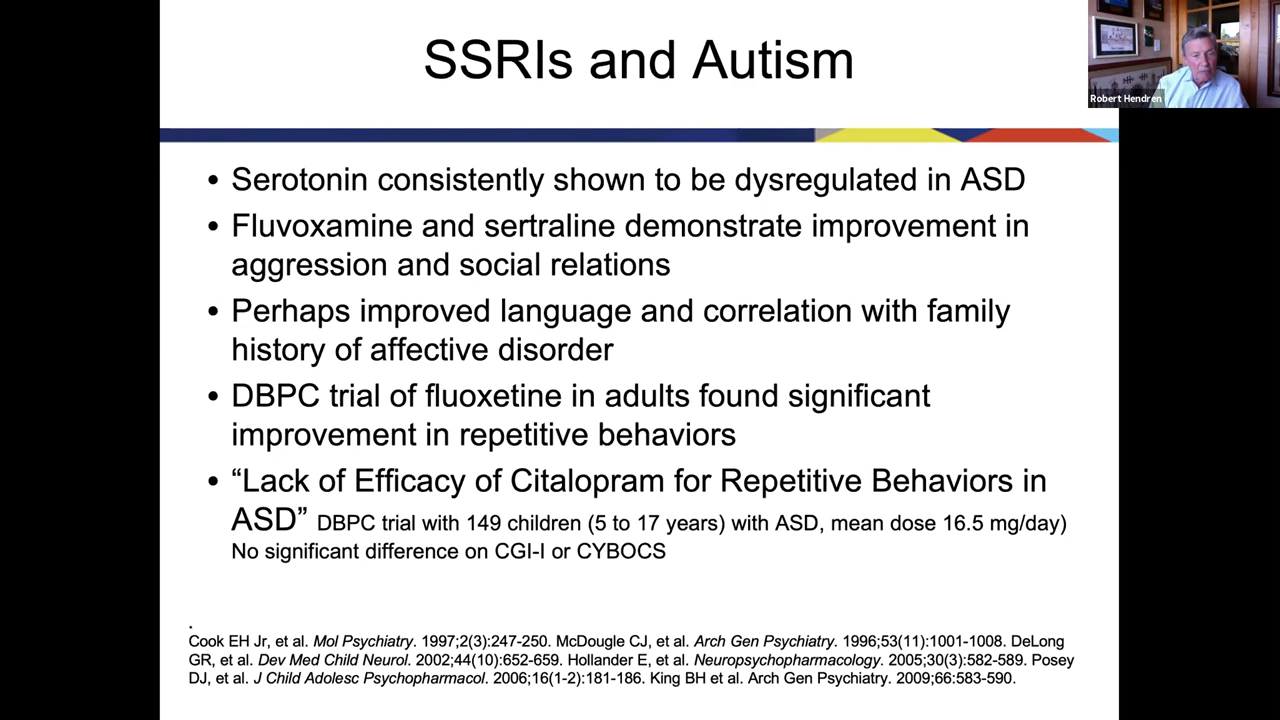 SSRIs and Autism
Robert Hendren
• Serotonin consistently shown to be dysregulated in ASD
• Fluvoxamine and sertraline demonstrate improvement in
aggression and social relations
• Perhaps improved language and correlation with family
history of affective disorder
• DBPC trial of fluoxetine in adults found significant
improvement in repetitive behaviors
• “Lack of Efficacy of Citalopram for Repetitive Behaviors in
ASD” DBPC trial with 149 children (5 to 17 years) with ASD, mean dose 16.5 mg/day)
No significant difference on CGI-I or CYBOCS
.
Cook EH Jr, et al. Mol Psychiatry. 1997;2(3):247-250. McDougle CJ, et al. Arch Gen Psychiatry. 1996;53(11):1001-1008. DeLong
GR, et al. Dev Med Child Neurol. 2002;44(10):652-659. Hollander E, et al. Neuropsychopharmacology. 2005;30(3):582-589. Posey
DJ, et al. J Child Adolesc Psychopharmacol. 2006;16(1-2):181-186. King BH et al. Arch Gen Psychiatry. 2009;66:583-590.